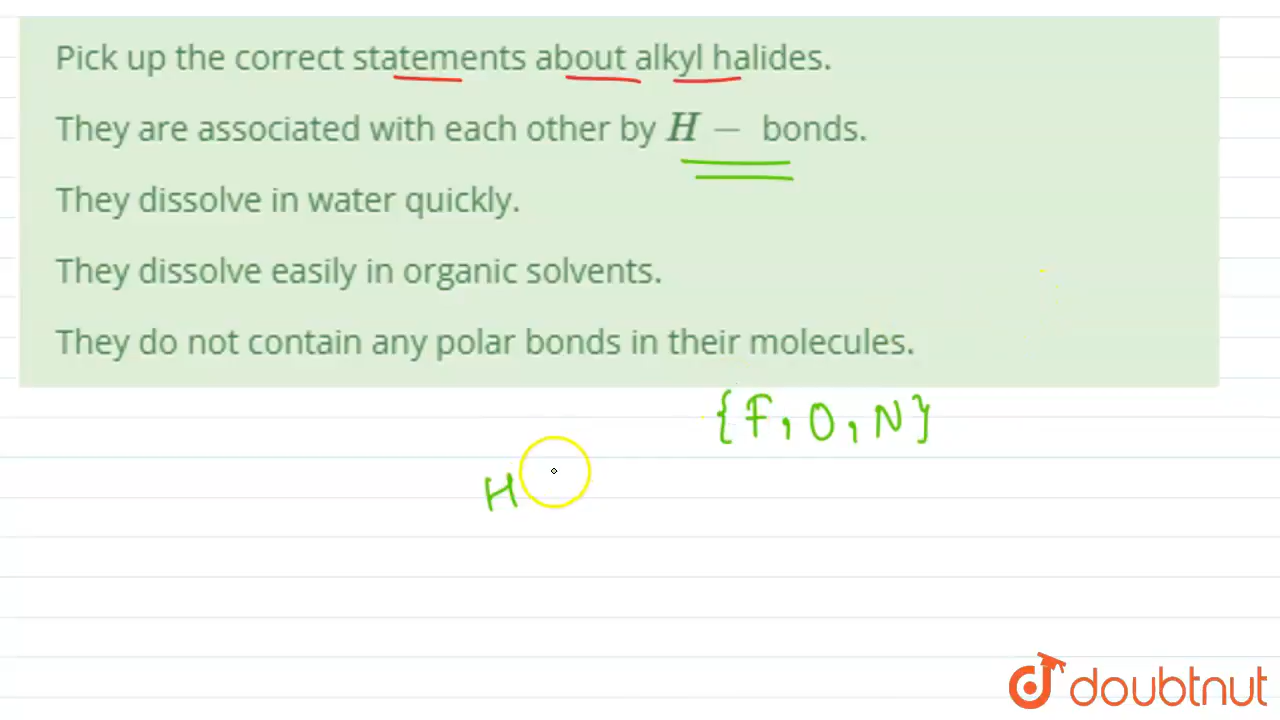 Pick up the correct statements about alkyl halides.
They are associated with each other by H − bonds.
They dissolve in water quickly.
They dissolve easily in organic solvents.
They do not contain any polar bonds in their molecules.
{F, O, N}
H
doubtnut